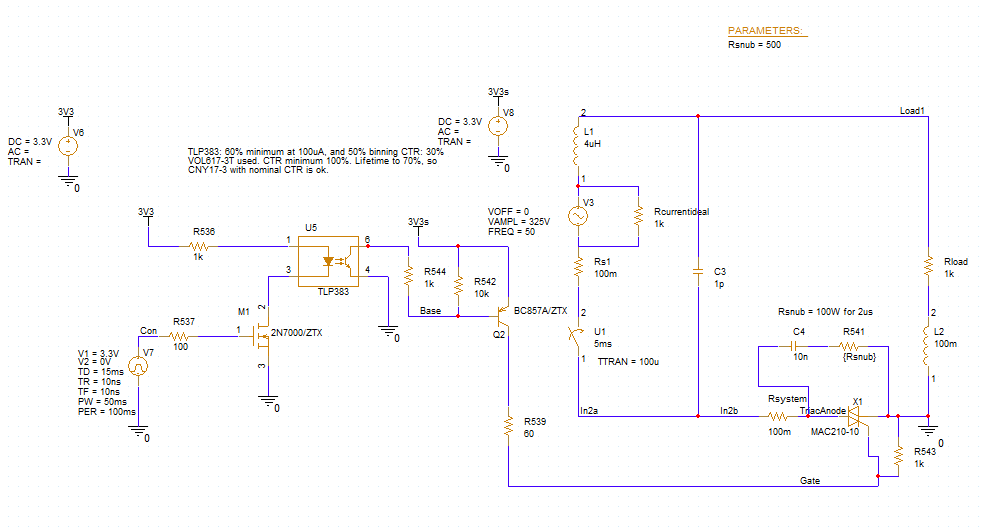 PARAMETERS:
Rsnub = 500
3V3
V6
DC = 3.3V
AC =
TRAN =
0
3V3s
V8
DC = 3.3V
AC =
TRAN =
0
TLP383: 60% minimum at 100uA, and 50% binning CTR: 30%
VOL617-3T used. CTR minimum 100%. Lifetime to 70%, so
CNY17-3 with nominal CTR is ok.
2
L1
4uH
1
Load1
V3
VOFF = 0
VAMPL = 325V
FREQ = 50
Rcurrentideal
1k
3V3
R536
1k
U5
1
6
3
4
TLP383
3V3s
R544
1k
R542
10k
Base
0
BC857A/ZTX
Q2
Rs1
100m
C3
1p
Rload
1k
2
U1
5ms
1
TTRAN = 100u
Rsnub = 100W for 2us
C4
10n
R541
{Rsnub}
2
L2
100m
1
M1
2
1
2N7000/ZTX
3
0
Con
R537
100
V7
V1 = 3.3V
V2 = 0V
TD = 15ms
TR = 10ns
TF = 10ns
PW = 50ms
PER = 100ms
0
In2a
In2b
Rsystem
100m
TriacAnode
X1
MAC210-10
0
R539
60
R543
1k
Gate